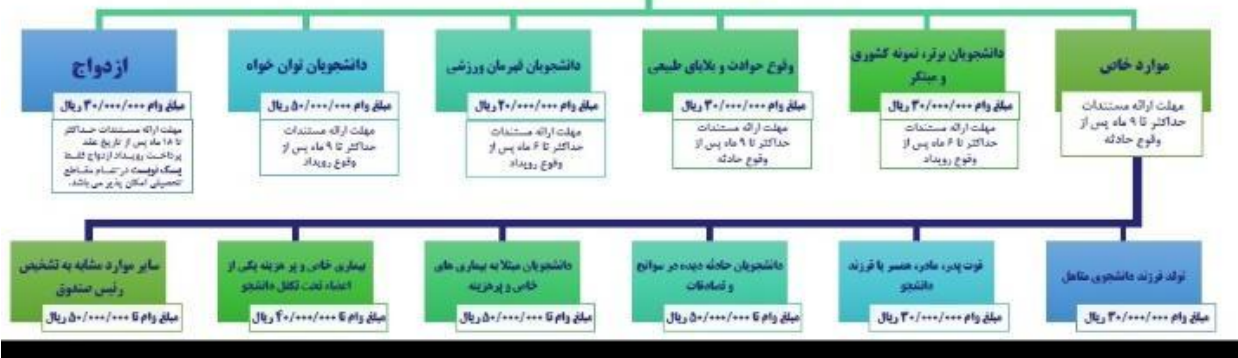 موارد خاص
مهلت ارائه مستندات
حداکثر تا ۹ ماه پس از
وقوع حادثه
دانشجویان برتر، نمونه کشوری
و مبتکر
مبلغ وام ۳۰/۰۰۰/۰۰۰ ریال
مهلت ارائه مستندات
حداکثر تا ۶ ماه پس از
وقوع رویداد
وقوع حوادث و بلایای طبیعی
مبلغ وام ۳۰/۰۰۰/۰۰۰ ریال
مهلت ارائه مستندات
حداکثر تا ۹ ماه پس از
وقوع حادثه
دانشجویان قهرمان ورزشی
مبلغ وام ۲۰/۰۰۰/۰۰۰ ریال
مهلت ارائه مستندات
حداکثر تا ۶ ماه پس از
وقوع رویداد
دانشجویان توان خواه
مبلغ وام ۵۰/۰۰۰/۰۰۰ ریال
مهلت ارائه مستندات
حداکثر تا ۹ ماه پس از
وقوع رویداد
ازدواج
مبلغ وام ۳۰/۰۰۰/۰۰۰ ریال
مهلت ارائه مستندات حداکثر
تا ۱۸ ماه پس از تاریخ عقد
پرداخت رویداد ازدواج فقط
یک نوبت در تمام مقاطع
تحصیلی امکان پذیر می باشد.
تولد فرزند دانشجوی متاهل
مبلغ وام ۳۰/۰۰۰/۰۰۰ ریال
فوت پدر، مادر، همسر یا فرزند
دانشجو
مبلغ وام ۳۰/۰۰۰/۰۰۰ ریال
دانشجویان حادثه دیده در سوانح
و تصادفات
مبلغ وام تا ۵۰/۰۰۰/۰۰۰ ریال
دانشجویان مبتلا به بیماری های
خاص و پرهزینه
مبلغ وام تا ۵۰/۰۰۰/۰۰۰ ریال
بیماری خاص و پر هزینه یکی از
اعضاء تحت تکفل دانشجو
مبلغ وام تا ۴۰/۰۰۰/۰۰۰ ریال
سایر موارد مشابه به تشخیص
رئیس صندوق
مبلغ وام تا ۵۰/۰۰۰/۰۰۰ ریال